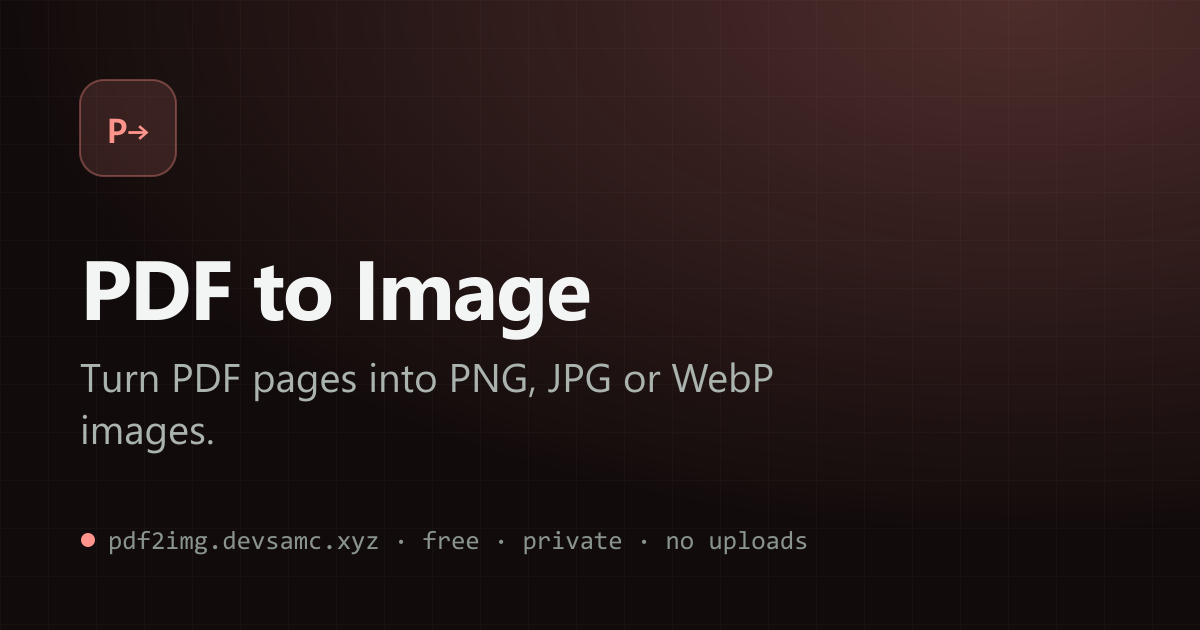 P→
PDF to Image
Turn PDF pages into PNG, JPG or WebP
images.
pdf2img.devsamc.xyz · free · private · no uploads